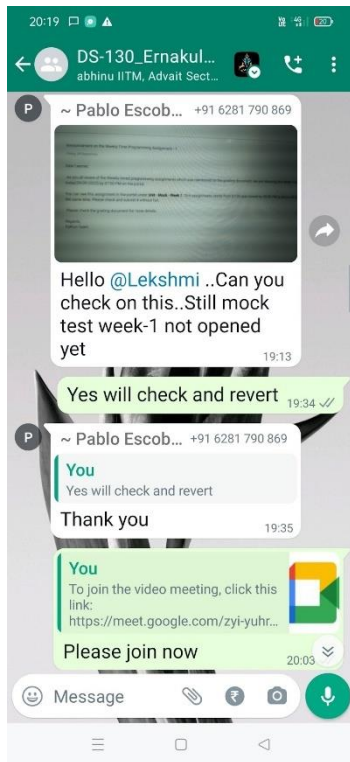 20:19
DS-130_Ernakul...
abhinu IITM, Advait Sect...
P
~ Pablo Escob... +91 6281 790 869
Hello @Lekshmi ..Can you
check on this..Still mock
test week-1 not opened
yet
19:13
Yes will check and revert
19:34
P
~ Pablo Escob... +91 6281 790 869
You
Yes will check and revert
Thank you
19:35
You
To join the video meeting, click this
link:
https://meet.google.com/zyi-yuhr...
Please join now
20:03
Message